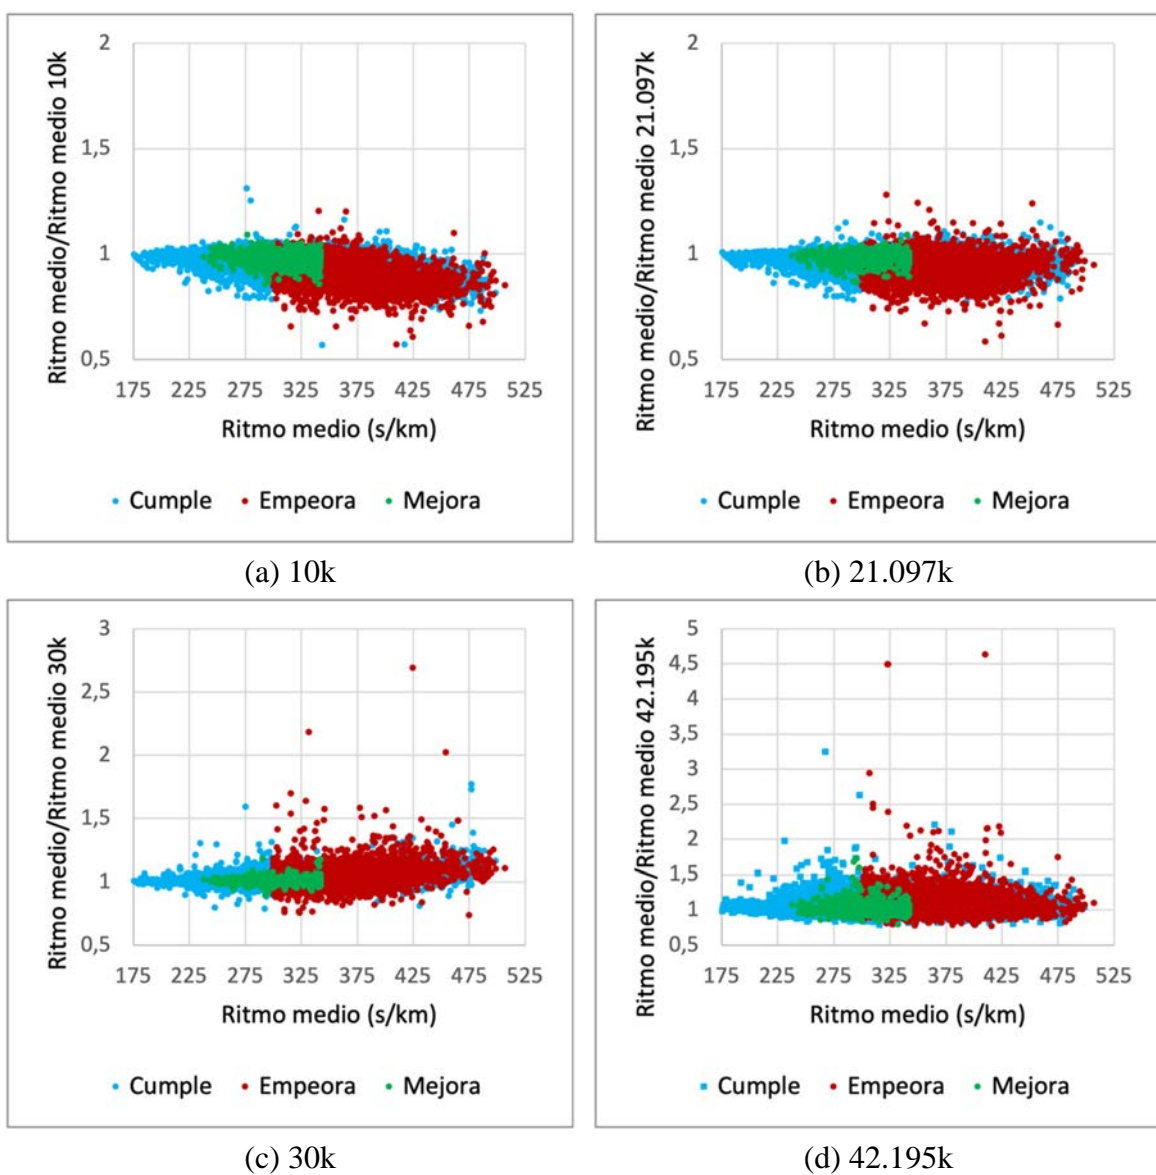 Ritmo medio/Ritmo medio 10k
2
1,5
1
0,5
175 225 275 325 375 425 475 525
Ritmo medio (s/km)
Cumple Empeora Mejora
(a) 10k
Ritmo medio/Ritmo medio 21.097k
2
1,5
1
0,5
175 225 275 325 375 425 475 525
Ritmo medio (s/km)
Cumple Empeora Mejora
(b) 21.097k
Ritmo medio/Ritmo medio 30k
3
2,5
2
1,5
1
0,5
175 225 275 325 375 425 475 525
Ritmo medio (s/km)
Cumple Empeora Mejora
(c) 30k
Ritmo medio/Ritmo medio 42.195k
5
4,5
4
3,5
3
2,5
2
1,5
1
0,5
175 225 275 325 375 425 475 525
Ritmo medio (s/km)
Cumple Empeora Mejora
(d) 42.195k